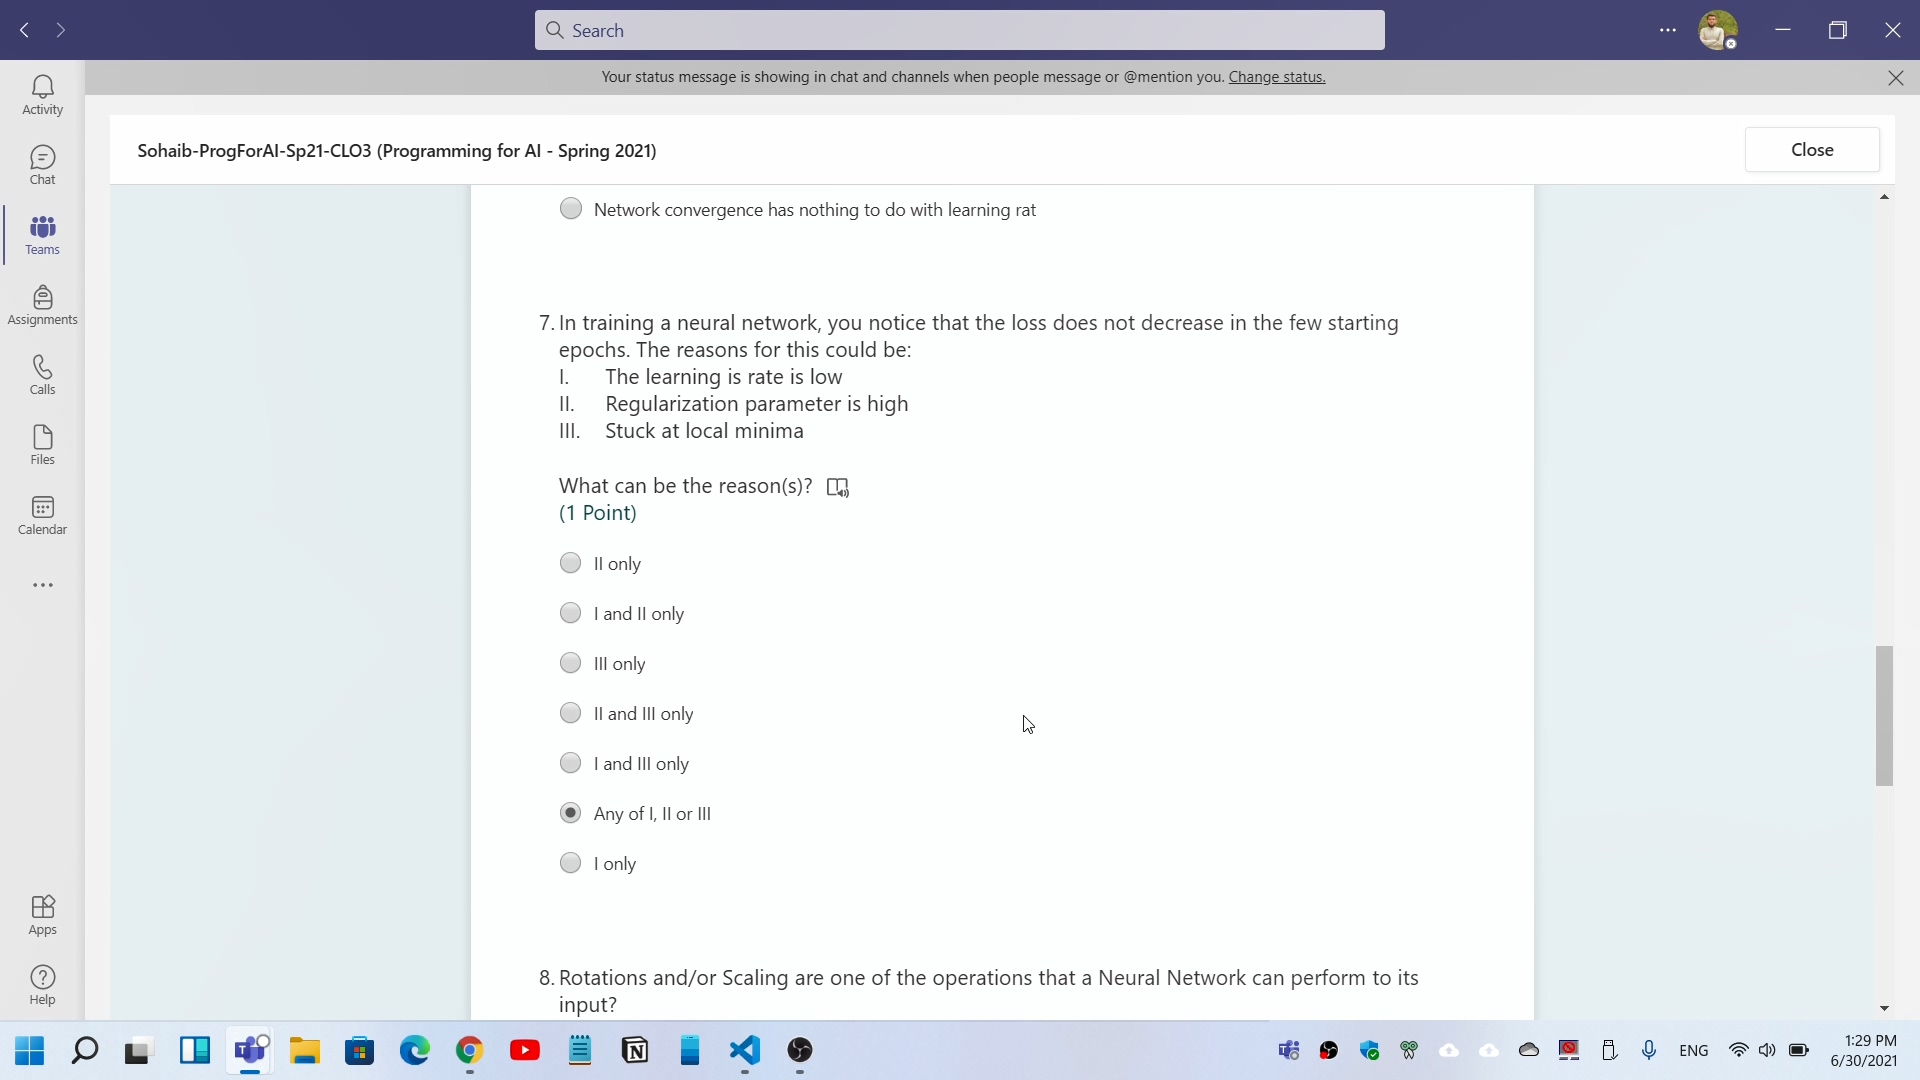 Search
Your status message is showing in chat and channels when people message or @mention you. Change status.
Activity
Chat
Teams
Assignments
Calls
Files
Calendar
Apps
Help
Sohaib-ProgForAI-Sp21-CLO3 (Programming for AI - Spring 2021)
Close
Network convergence has nothing to do with learning rat
7. In training a neural network, you notice that the loss does not decrease in the few starting
epochs. The reasons for this could be:
I. The learning is rate is low
II. Regularization parameter is high
III. Stuck at local minima
What can be the reason(s)?
(1 Point)
II only
I and II only
III only
II and III only
I and III only
Any of I, II or III
I only
8. Rotations and/or Scaling are one of the operations that a Neural Network can perform to its
input?
ENG
1:29 PM
6/30/2021